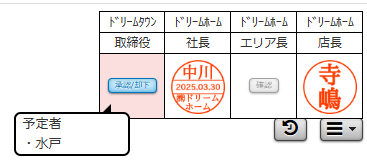 ﾄﾞﾘｰﾑﾀｳﾝ ﾄﾞﾘｰﾑﾎｰﾑ ﾄﾞﾘｰﾑﾎｰﾑ ﾄﾞﾘｰﾑﾎｰﾑ
取締役 社長 エリア長 店長
承認/却下
中川
2025.03.30
㈱ドリーム
ホーム
確認
寺
嶋
予定者
・水戸